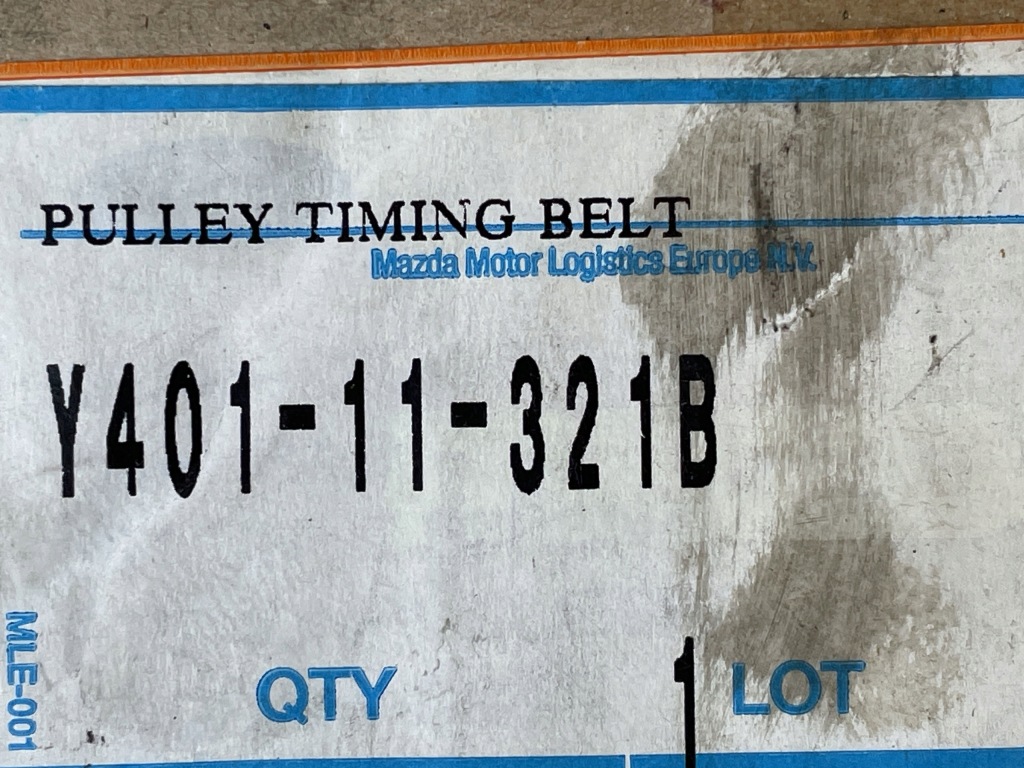 PULLEY TIMING BELT
Mazda Motor Logistics Europe N.V.
Y401-11-321B
MLE-001
QTY 1 LOT